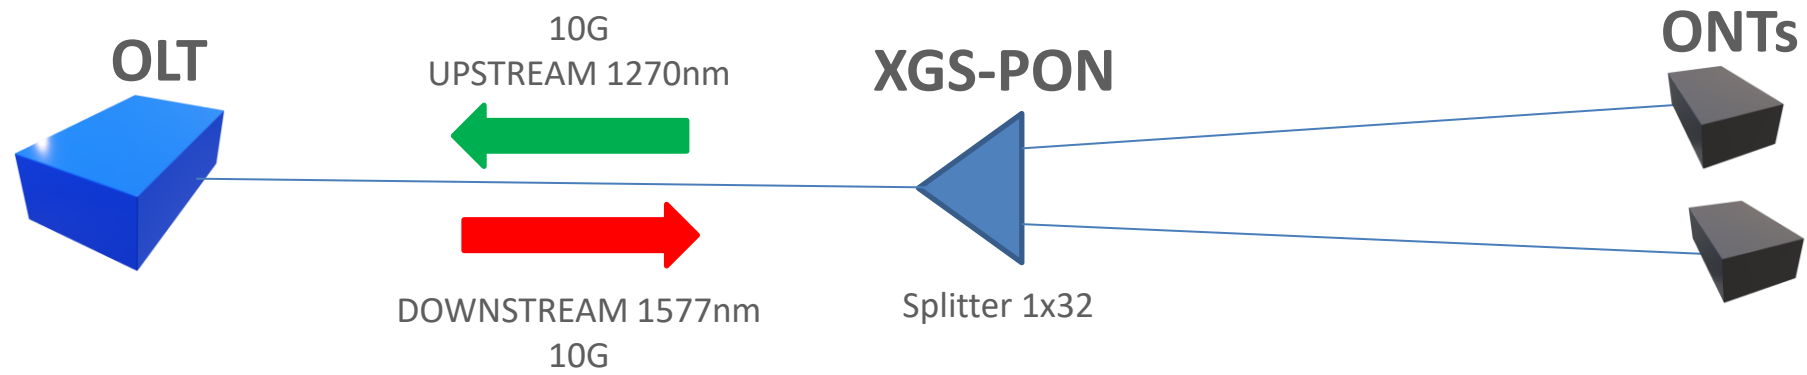 OLT
10G
UPSTREAM 1270nm
XGS-PON
ONTs
DOWNSTREAM 1577nm
10G
Splitter 1x32